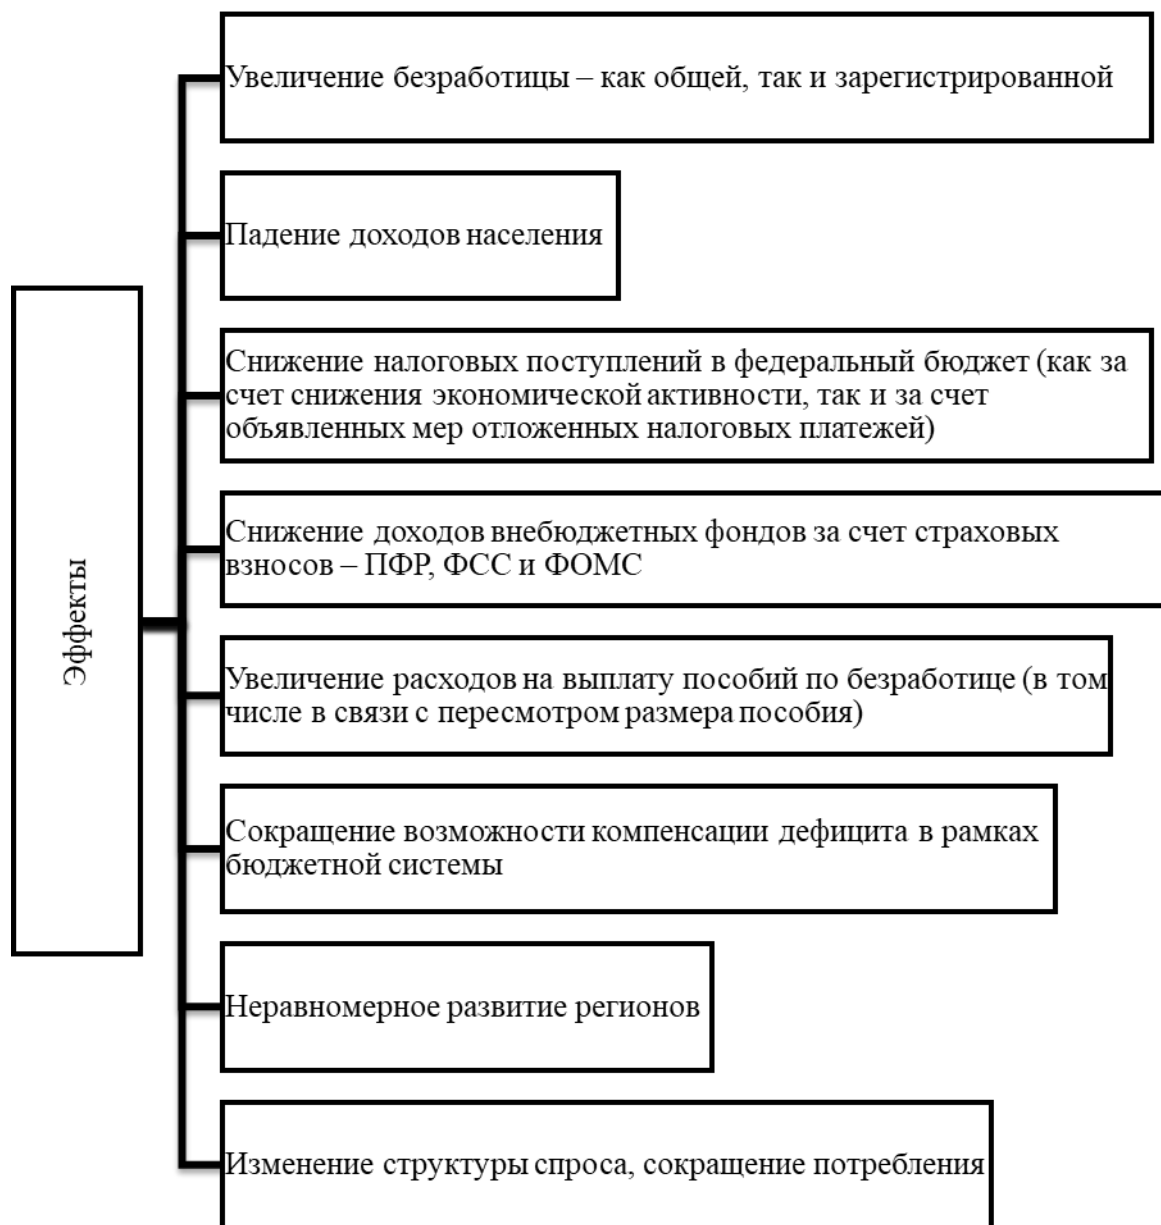 Эффекты
Увеличение безработицы – как общей, так и зарегистрированной
Падение доходов населения
Снижение налоговых поступлений в федеральный бюджет (как за
счет снижения экономической активности, так и за счет
объявленных мер отложенных налоговых платежей)
Снижение доходов внебюджетных фондов за счет страховых
взносов – ПФР, ФСС и ФОМС
Увеличение расходов на выплату пособий по безработице (в том
числе в связи с пересмотром размера пособия)
Сокращение возможности компенсации дефицита в рамках
бюджетной системы
Неравномерное развитие регионов
Изменение структуры спроса, сокращение потребления